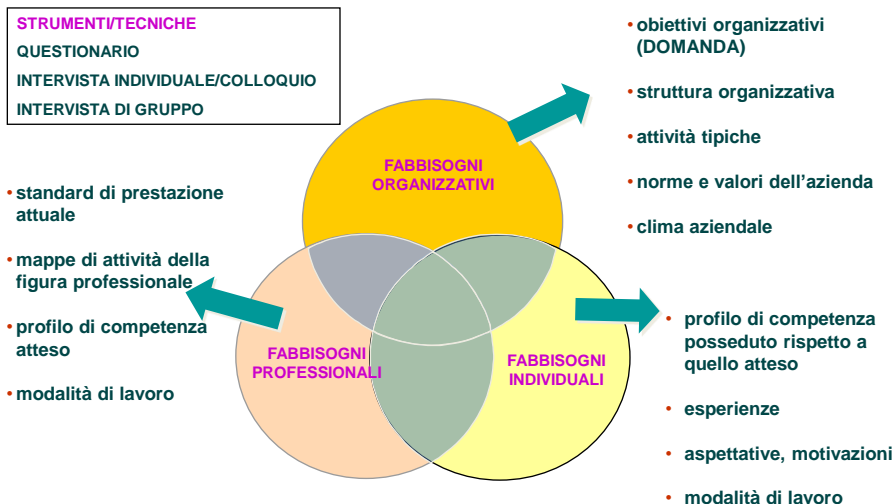 STRUMENTI/TECNICHE
QUESTIONARIO
INTERVISTA INDIVIDUALE/COLLOQUIO
INTERVISTA DI GRUPPO
• obiettivi organizzativi
(DOMANDA)
• struttura organizzativa
• attività tipiche
• norme e valori dell'azienda
• clima aziendale
FABBISOGNI
ORGANIZZATIVI
• standard di prestazione
attuale
• mappe di attività della
figura professionale
• profilo di competenza
atteso
• modalità di lavoro
FABBISOGNI
PROFESSIONALI
FABBISOGNI
INDIVIDUALI
• profilo di competenza
posseduto rispetto a
quello atteso
• esperienze
• aspettative, motivazioni
• modalità di lavoro